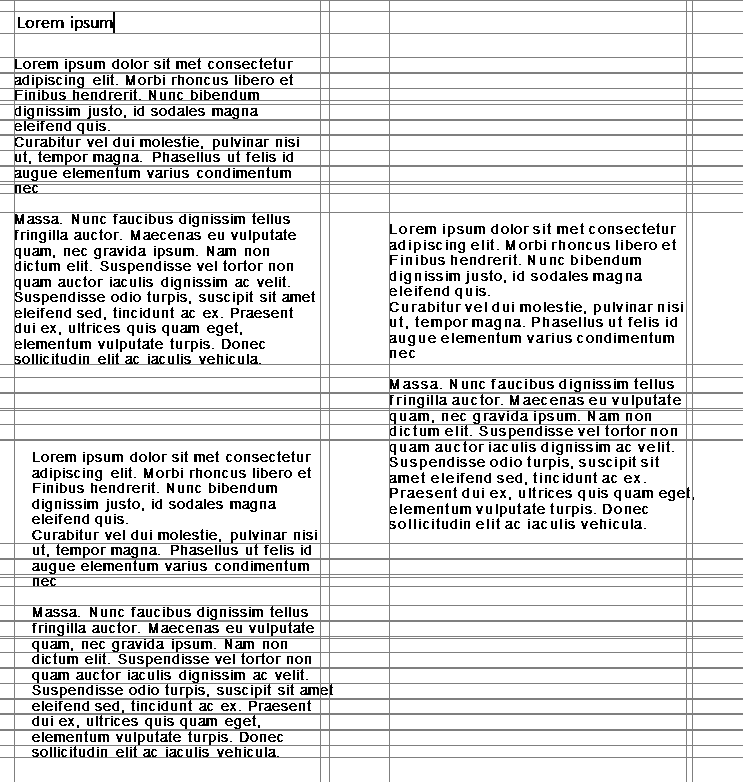 Lorem ipsum
Lorem ipsum dolor sit met consectetur
adipiscing elit. Morbi rhoncus libero et
Finibus hendrerit. Nunc bibendum
dignissim justo, id sodales magna
eleifend quis.
Curabitur vel dui molestie, pulvinar nisi
ut, tempor magna. Phasellus ut felis id
augue elementum varius condimentum
nec
Massa. Nunc faucibus dignissim tellus
fringilla auctor. Maecenas eu vulputate
quam, nec gravida ipsum. Nam non
dictum elit. Suspendisse vel tortor non
quam auctor iaculis dignissim ac velit.
Suspendisse odio turpis, suscipit sit amet
eleifend sed, tincidunt ac ex. Praesent
dui ex, ultrices quis quam eget,
elementum vulputate turpis. Donec
sollicitudin elit ac iaculis vehicula.
Lorem ipsum dolor sit met consectetur
adipiscing elit. Morbi rhoncus libero et
Finibus hendrerit. Nunc bibendum
dignissim justo, id sodales magna
eleifend quis.
Curabitur vel dui molestie, pulvinar nisi
ut, tempor magna. Phasellus ut felis id
augue elementum varius condimentum
nec
Massa. Nunc faucibus dignissim tellus
fringilla auctor. Maecenas eu vulputate
quam, nec gravida ipsum. Nam non
dictum elit. Suspendisse vel tortor non
quam auctor iaculis dignissim ac velit.
Suspendisse odio turpis, suscipit sit amet
eleifend sed, tincidunt ac ex. Praesent
dui ex, ultrices quis quam eget,
elementum vulputate turpis. Donec
sollicitudin elit ac iaculis vehicula.
Lorem ipsum dolor sit met consectetur
adipiscing elit. Morbi rhoncus libero et
Finibus hendrerit. Nunc bibendum
dignissim justo, id sodales magna
eleifend quis.
Curabitur vel dui molestie, pulvinar nisi
ut, tempor magna. Phasellus ut felis id
augue elementum varius condimentum
nec
Massa. Nunc faucibus dignissim tellus
fringilla auctor. Maecenas eu vulputate
quam, nec gravida ipsum. Nam non
dictum elit. Suspendisse vel tortor non
quam auctor iaculis dignissim ac velit.
Suspendisse odio turpis, suscipit sit
amet eleifend sed, tincidunt ac ex.
Praesent dui ex, ultrices quis quam eget,
elementum vulputate turpis. Donec
sollicitudin elit ac iaculis vehicula.